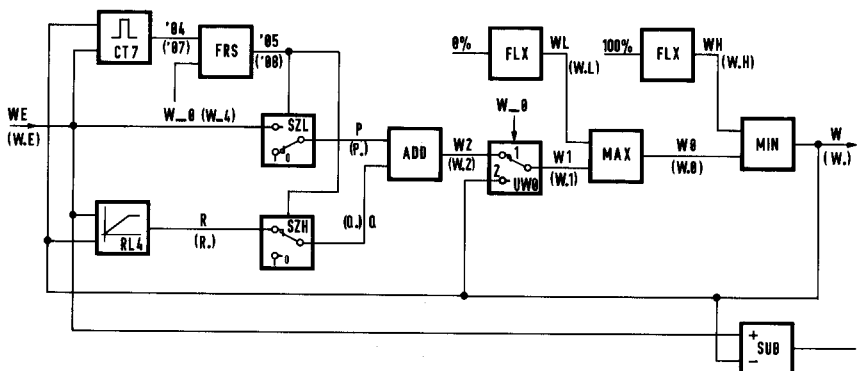 '04
('07)
CT7
FRS
'05
('08)
0%
FLX
WL
(W.L)
100%
FLX
WH
(W.H)
WE
(W.E)
W_0 (W_4)
SZL
0
P
(P.)
ADD
W2
(W.2)
W_0
1
2
UW0
W1
(W.1)
MAX
W0
(W.0)
MIN
W
(W.)
RL4
R
(R.)
SZH
0
(Q.) Q
+
−
SUB